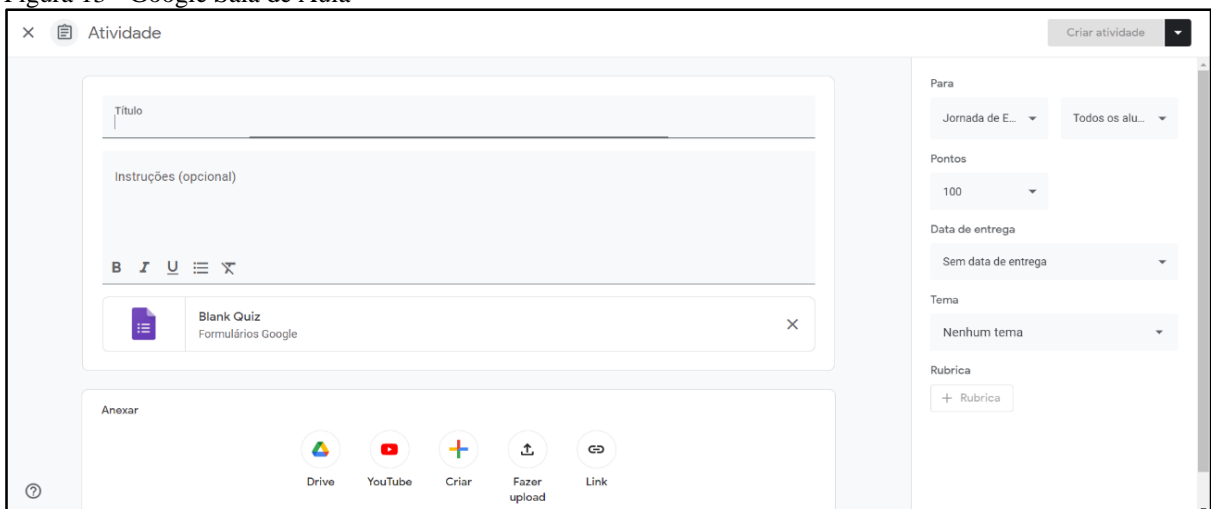 Figura 15 - Google Sala de Aula
Atividade
Criar atividade
Título
Instruções (opcional)
B I U
Blank Quiz
Formulários Google
Anexar
Drive
YouTube
Criar
Fazer
upload
Link
Para
Jornada de E...
Todos os alu...
Pontos
100
Data de entrega
Sem data de entrega
Tema
Nenhum tema
Rubrica
+ Rubrica